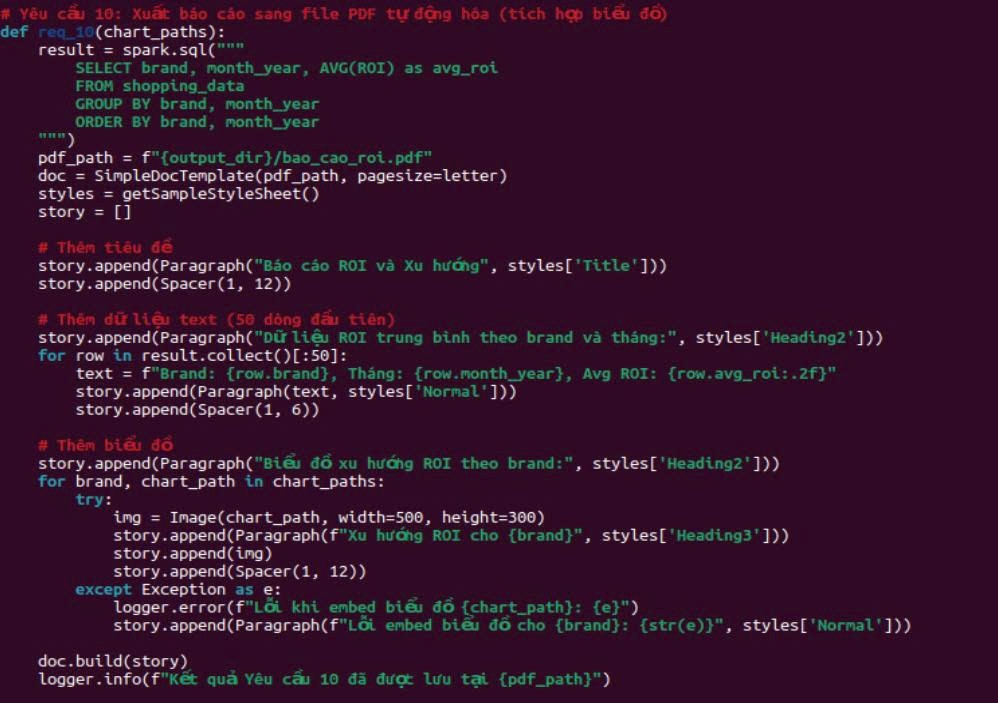 # Yêu cầu 10: Xuất báo cáo sang file PDF tự động hóa (tích hợp biểu đồ)
def req_10(chart_paths):
    result = spark.sql("""
        SELECT brand, month_year, AVG(ROI) as avg_roi
        FROM shopping_data
        GROUP BY brand, month_year
        ORDER BY brand, month_year
    """)
    pdf_path = f"{output_dir}/bao_cao_roi.pdf"
    doc = SimpleDocTemplate(pdf_path, pagesize=letter)
    styles = getSampleStyleSheet()
    story = []

    # Thêm tiêu đề
    story.append(Paragraph("Báo cáo ROI và Xu hướng", styles['Title']))
    story.append(Spacer(1, 12))

    # Thêm dữ liệu text (50 dòng đầu tiên)
    story.append(Paragraph("Dữ liệu ROI trung bình theo brand và tháng:", styles['Heading2']))
    for row in result.collect()[:50]:
        text = f"Brand: {row.brand}, Tháng: {row.month_year}, Avg ROI: {row.avg_roi:.2f}"
        story.append(Paragraph(text, styles['Normal']))
        story.append(Spacer(1, 6))

    # Thêm biểu đồ
    story.append(Paragraph("Biểu đồ xu hướng ROI theo brand:", styles['Heading2']))
    for brand, chart_path in chart_paths:
        try:
            img = Image(chart_path, width=500, height=300)
            story.append(Paragraph(f"Xu hướng ROI cho {brand}", styles['Heading3']))
            story.append(img)
            story.append(Spacer(1, 12))
        except Exception as e:
            logger.error(f"Lỗi khi embed biểu đồ {chart_path}: {e}")
            story.append(Paragraph(f"Lỗi embed biểu đồ cho {brand}: {str(e)}", styles['Normal']))

    doc.build(story)
    logger.info(f"Kết quả Yêu cầu 10 đã được lưu tại {pdf_path}")